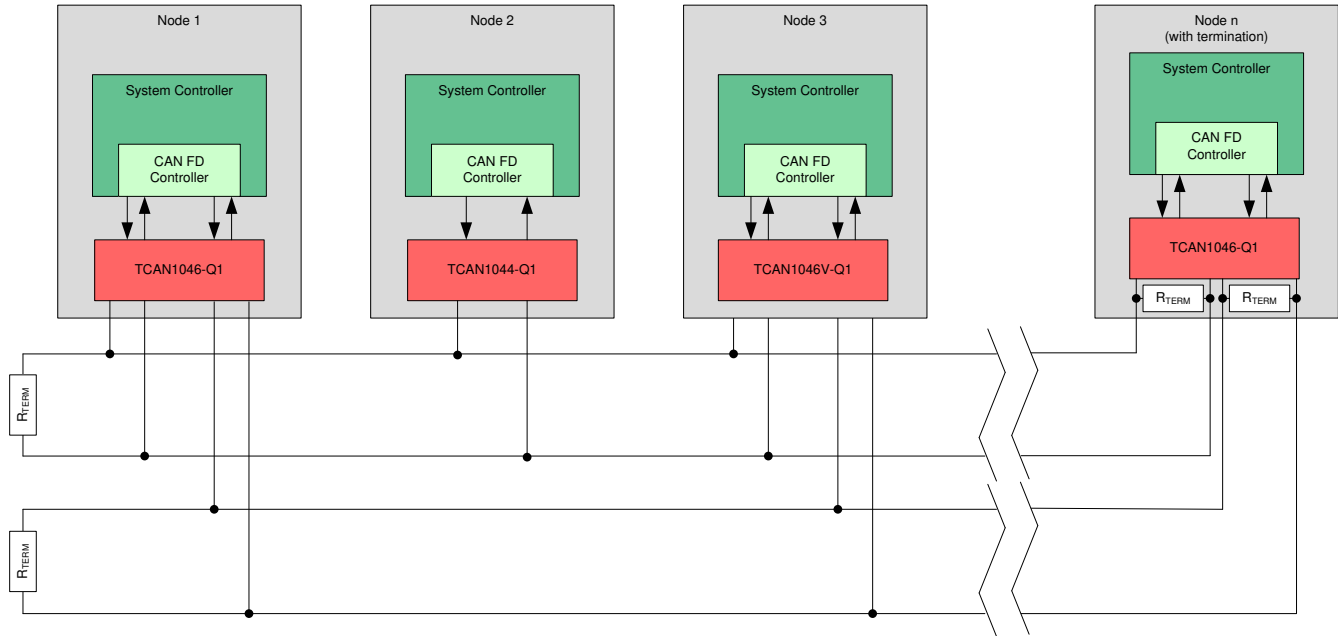 Node 1
System Controller
CAN FD
Controller
TCAN1046-Q1
Node 2
System Controller
CAN FD
Controller
TCAN1044-Q1
Node 3
System Controller
CAN FD
Controller
TCAN1046V-Q1
Node n
(with termination)
System Controller
CAN FD
Controller
TCAN1046-Q1
RTERM
RTERM
RTERM
RTERM